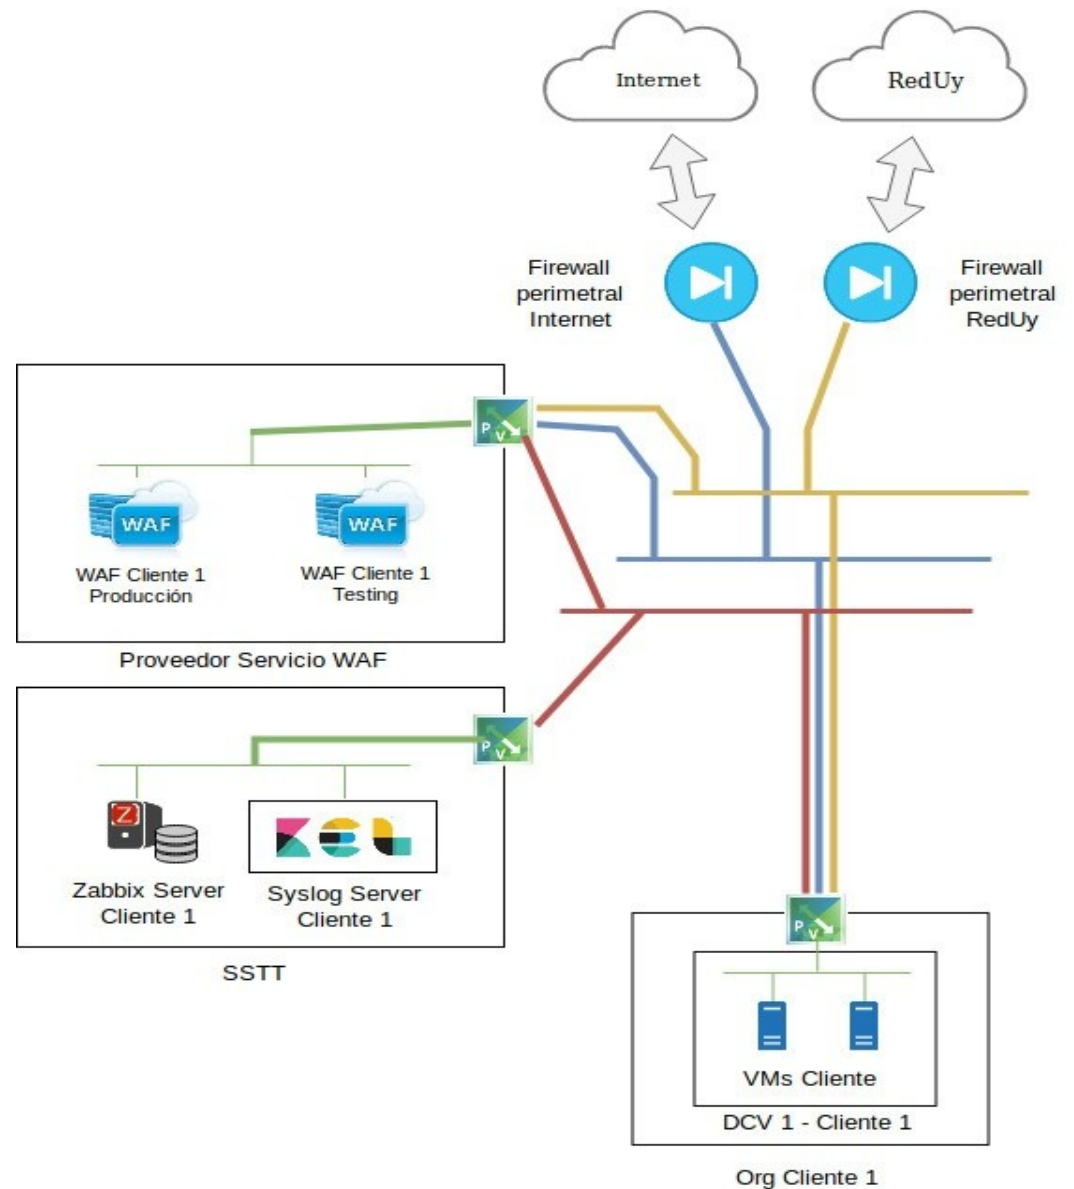 Internet
RedUy
Firewall
perimetral
Internet
Firewall
perimetral
RedUy
P
V
WAF
WAF
WAF Cliente 1
Producción
WAF Cliente 1
Testing
Proveedor Servicio WAF
P
V
Z
Zabbix Server
Cliente 1
Syslog Server
Cliente 1
SSTT
P
V
VMs Cliente
DCV 1 - Cliente 1
Org Cliente 1